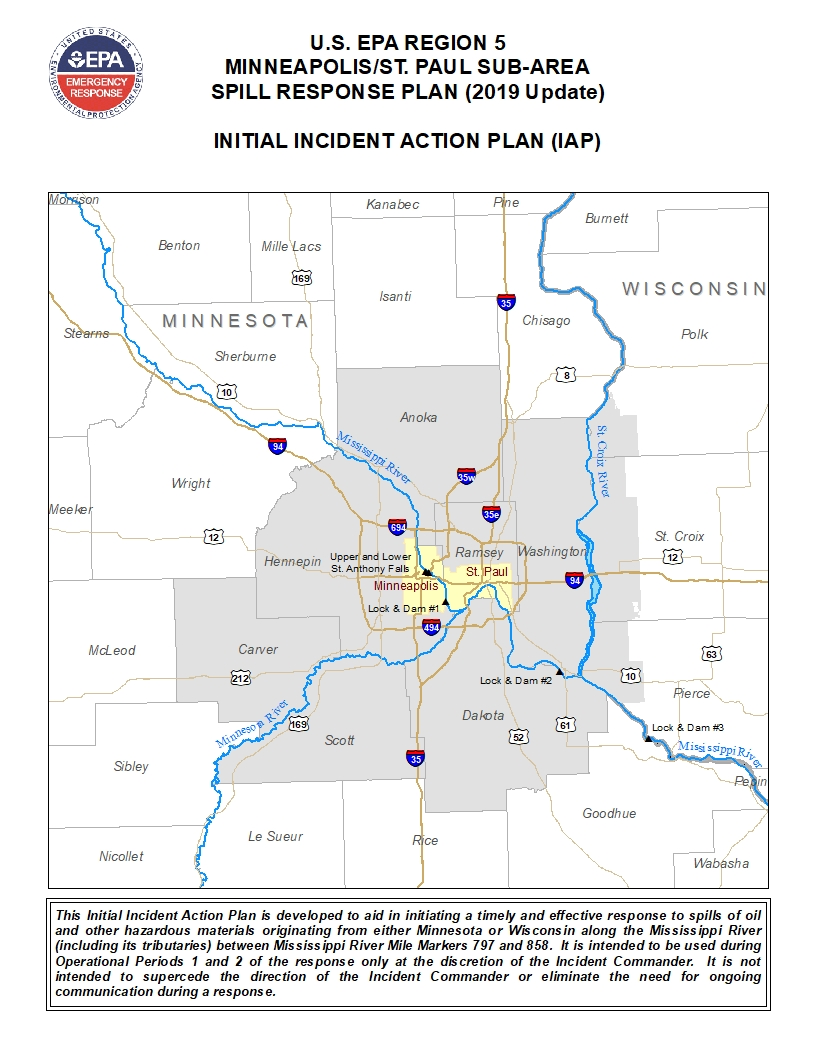 UNITED STATES
EPA
EMERGENCY
RESPONSE
ENVIRONMENTAL PROTECTION AGENCY
U.S. EPA REGION 5
MINNEAPOLIS/ST. PAUL SUB-AREA
SPILL RESPONSE PLAN (2019 Update)
INITIAL INCIDENT ACTION PLAN (IAP)
Morrison
Kanabec
Pine
Burnett
Benton
Mille Lacs
169
Isanti
WISCONSIN
35
MINNESOTA
Chisago
Stearns
Polk
Sherburne
8
10
Anoka
94
Mississippi River
St. Croix River
35w
Wright
Meeker
35e
694
12
St. Croix
Ramsey
Washington
12
Upper and Lower
St. Anthony Falls
Hennepin
St. Paul
94
Minneapolis
Lock & Dam #1
494
McLeod
Carver
63
212
Lock & Dam #2
10
Pierce
Minnesota River
169
Dakota
61
Lock & Dam #3
52
Scott
Mississippi River
35
Sibley
Pepin
Goodhue
Le Sueur
Rice
Nicollet
Wabasha
This Initial Incident Action Plan is developed to aid in initiating a timely and effective response to spills of oil
and other hazardous materials originating from either Minnesota or Wisconsin along the Mississippi River
(including its tributaries) between Mississippi River Mile Markers 797 and 858. It is intended to be used during
Operational Periods 1 and 2 of the response only at the discretion of the Incident Commander. It is not
intended to supercede the direction of the Incident Commander or eliminate the need for ongoing
communication during a response.